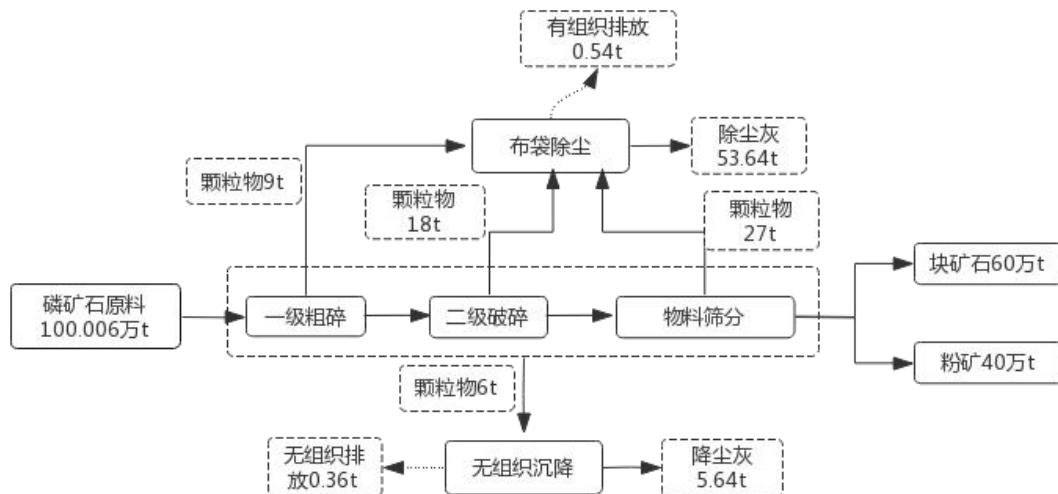 有组织排放
0.54t
布袋除尘
除尘灰
53.64t
颗粒物9t
颗粒物
18t
颗粒物
27t
磷矿石原料
100.006万t
一级粗碎
二级破碎
物料筛分
块矿石60万t
粉矿40万t
颗粒物6t
无组织排
放0.36t
无组织沉降
降尘灰
5.64t